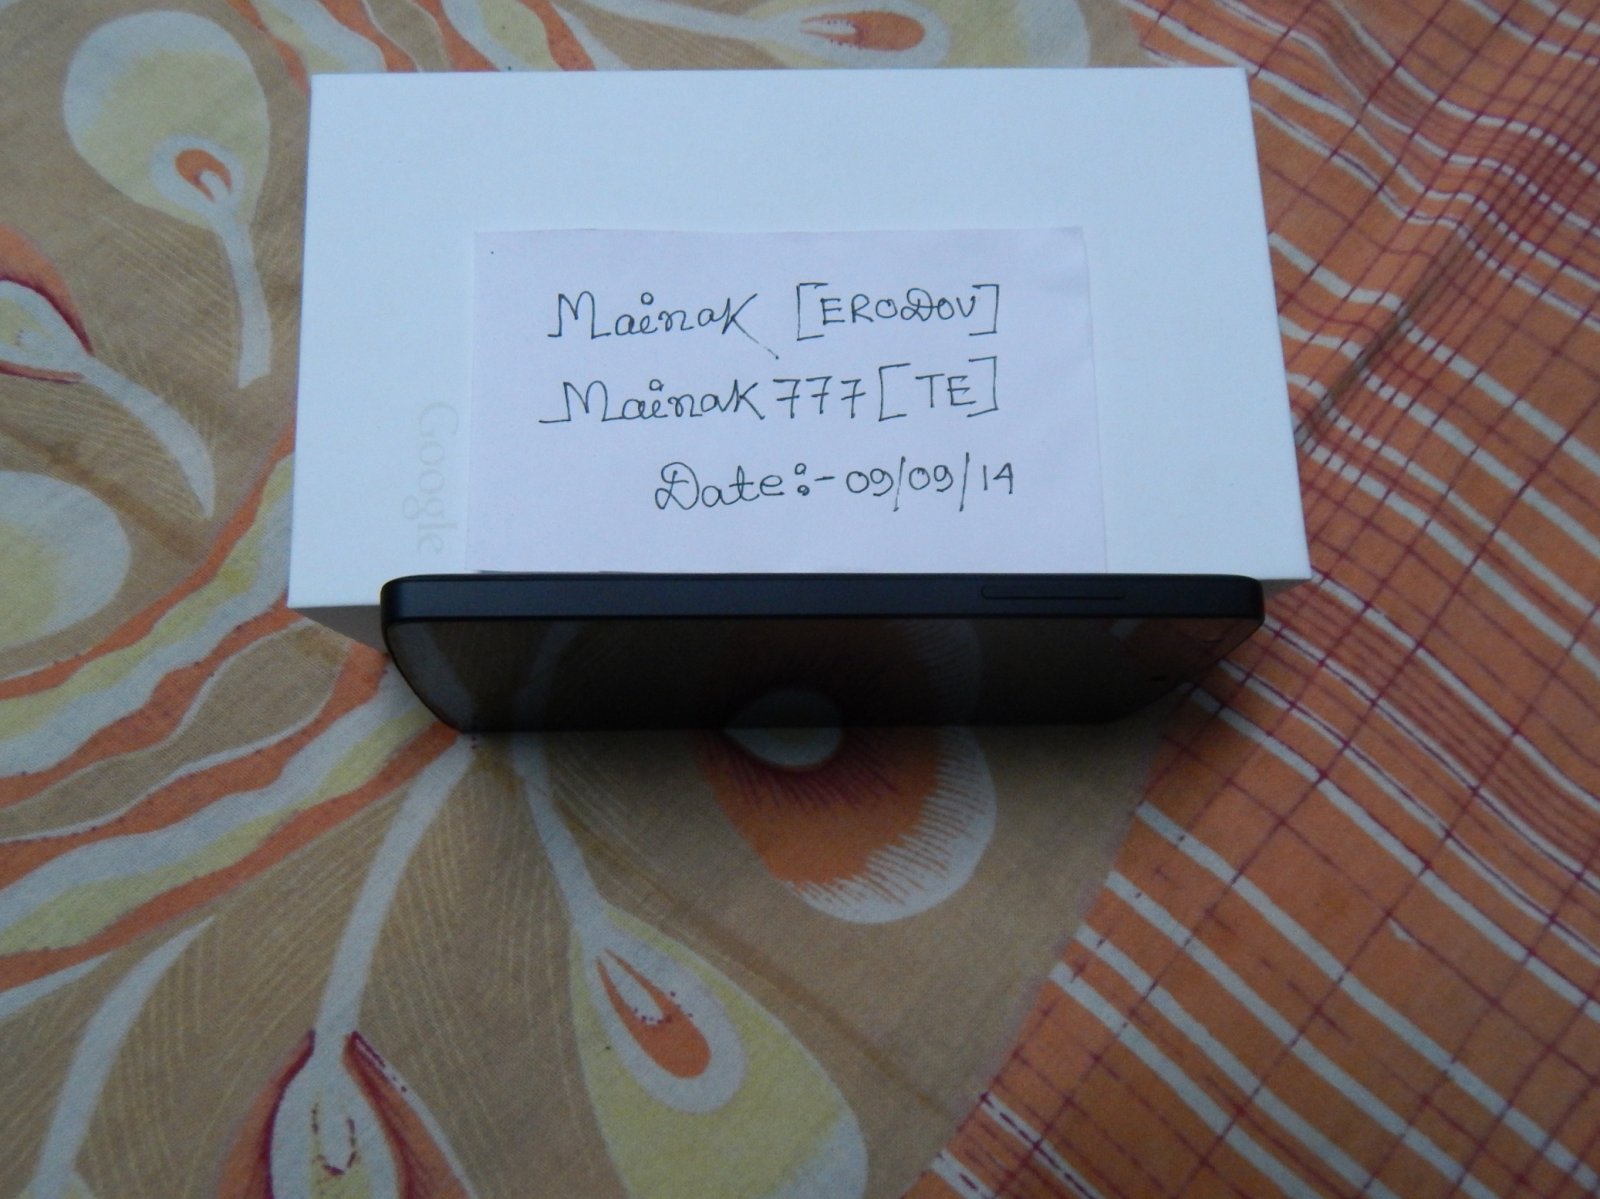 Mainak [ERODOV]
Mainak777 [TE]
Date:- 09/09/14
Google